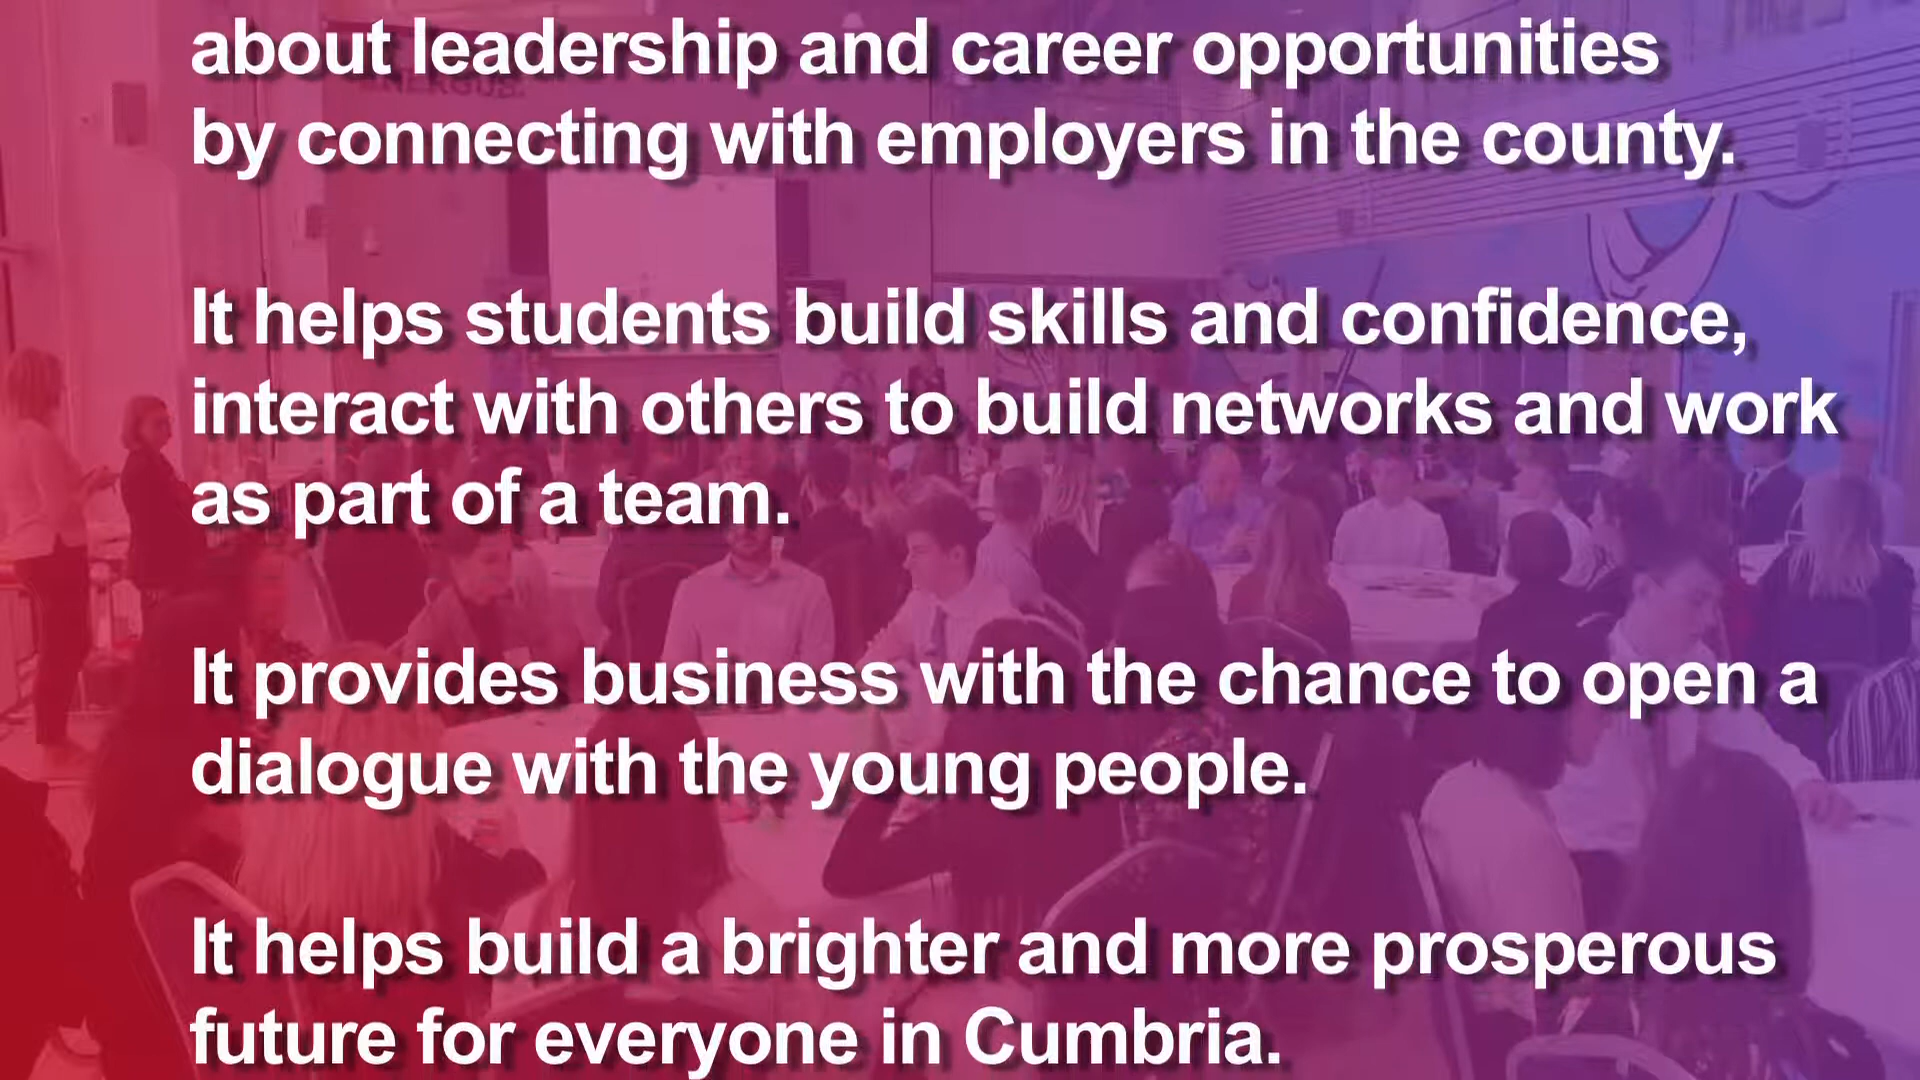 about leadership and career opportunities
by connecting with employers in the county.
It helps students build skills and confidence,
interact with others to build networks and work
as part of a team.
It provides business with the chance to open a
dialogue with the young people.
It helps build a brighter and more prosperous
future for everyone in Cumbria.